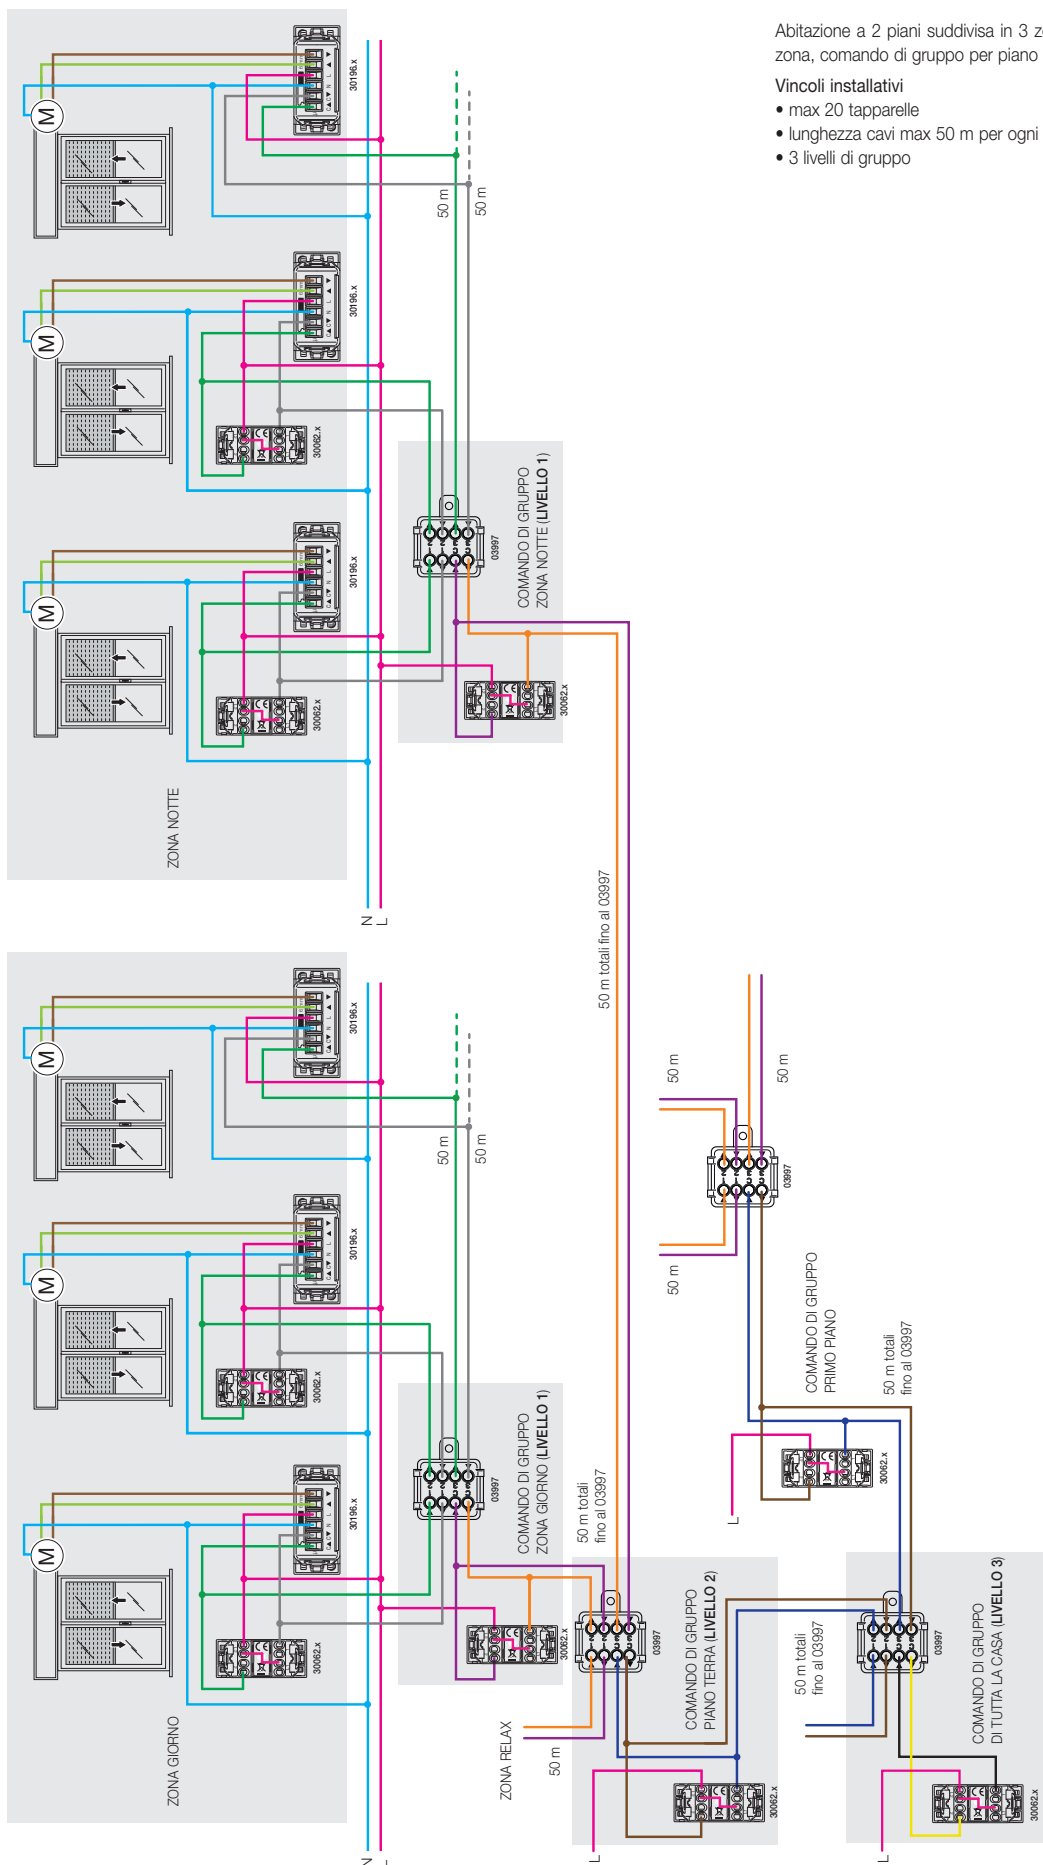 Abitazione a 2 piani suddivisa in 3 z
zona, comando di gruppo per piano
Vincoli installativi
• max 20 tapparelle
• lunghezza cavi max 50 m per ogni
• 3 livelli di gruppo
M
30196.x
50 m
50 m
M
30196.x
30062.x
M
30196.x
30062.x
ZONA NOTTE
N
L
03997
COMANDO DI GRUPPO
ZONA NOTTE (LIVELLO 1)
30062.x
50 m totali fino al 03997
M
30196.x
50 m
50 m
M
30196.x
30062.x
M
30196.x
30062.x
ZONA GIORNO
N
L
03997
COMANDO DI GRUPPO
ZONA GIORNO (LIVELLO 1)
30062.x
50 m totali
fino al 03997
50 m
50 m
03997
50 m
COMANDO DI GRUPPO
PRIMO PIANO
50 m totali
fino al 03997
30062.x
L
ZONA RELAX
50 m
03997
COMANDO DI GRUPPO
PIANO TERRA (LIVELLO 2)
30062.x
L
50 m totali
fino al 03997
03997
COMANDO DI GRUPPO
DI TUTTA LA CASA (LIVELLO 3)
30062.x
L